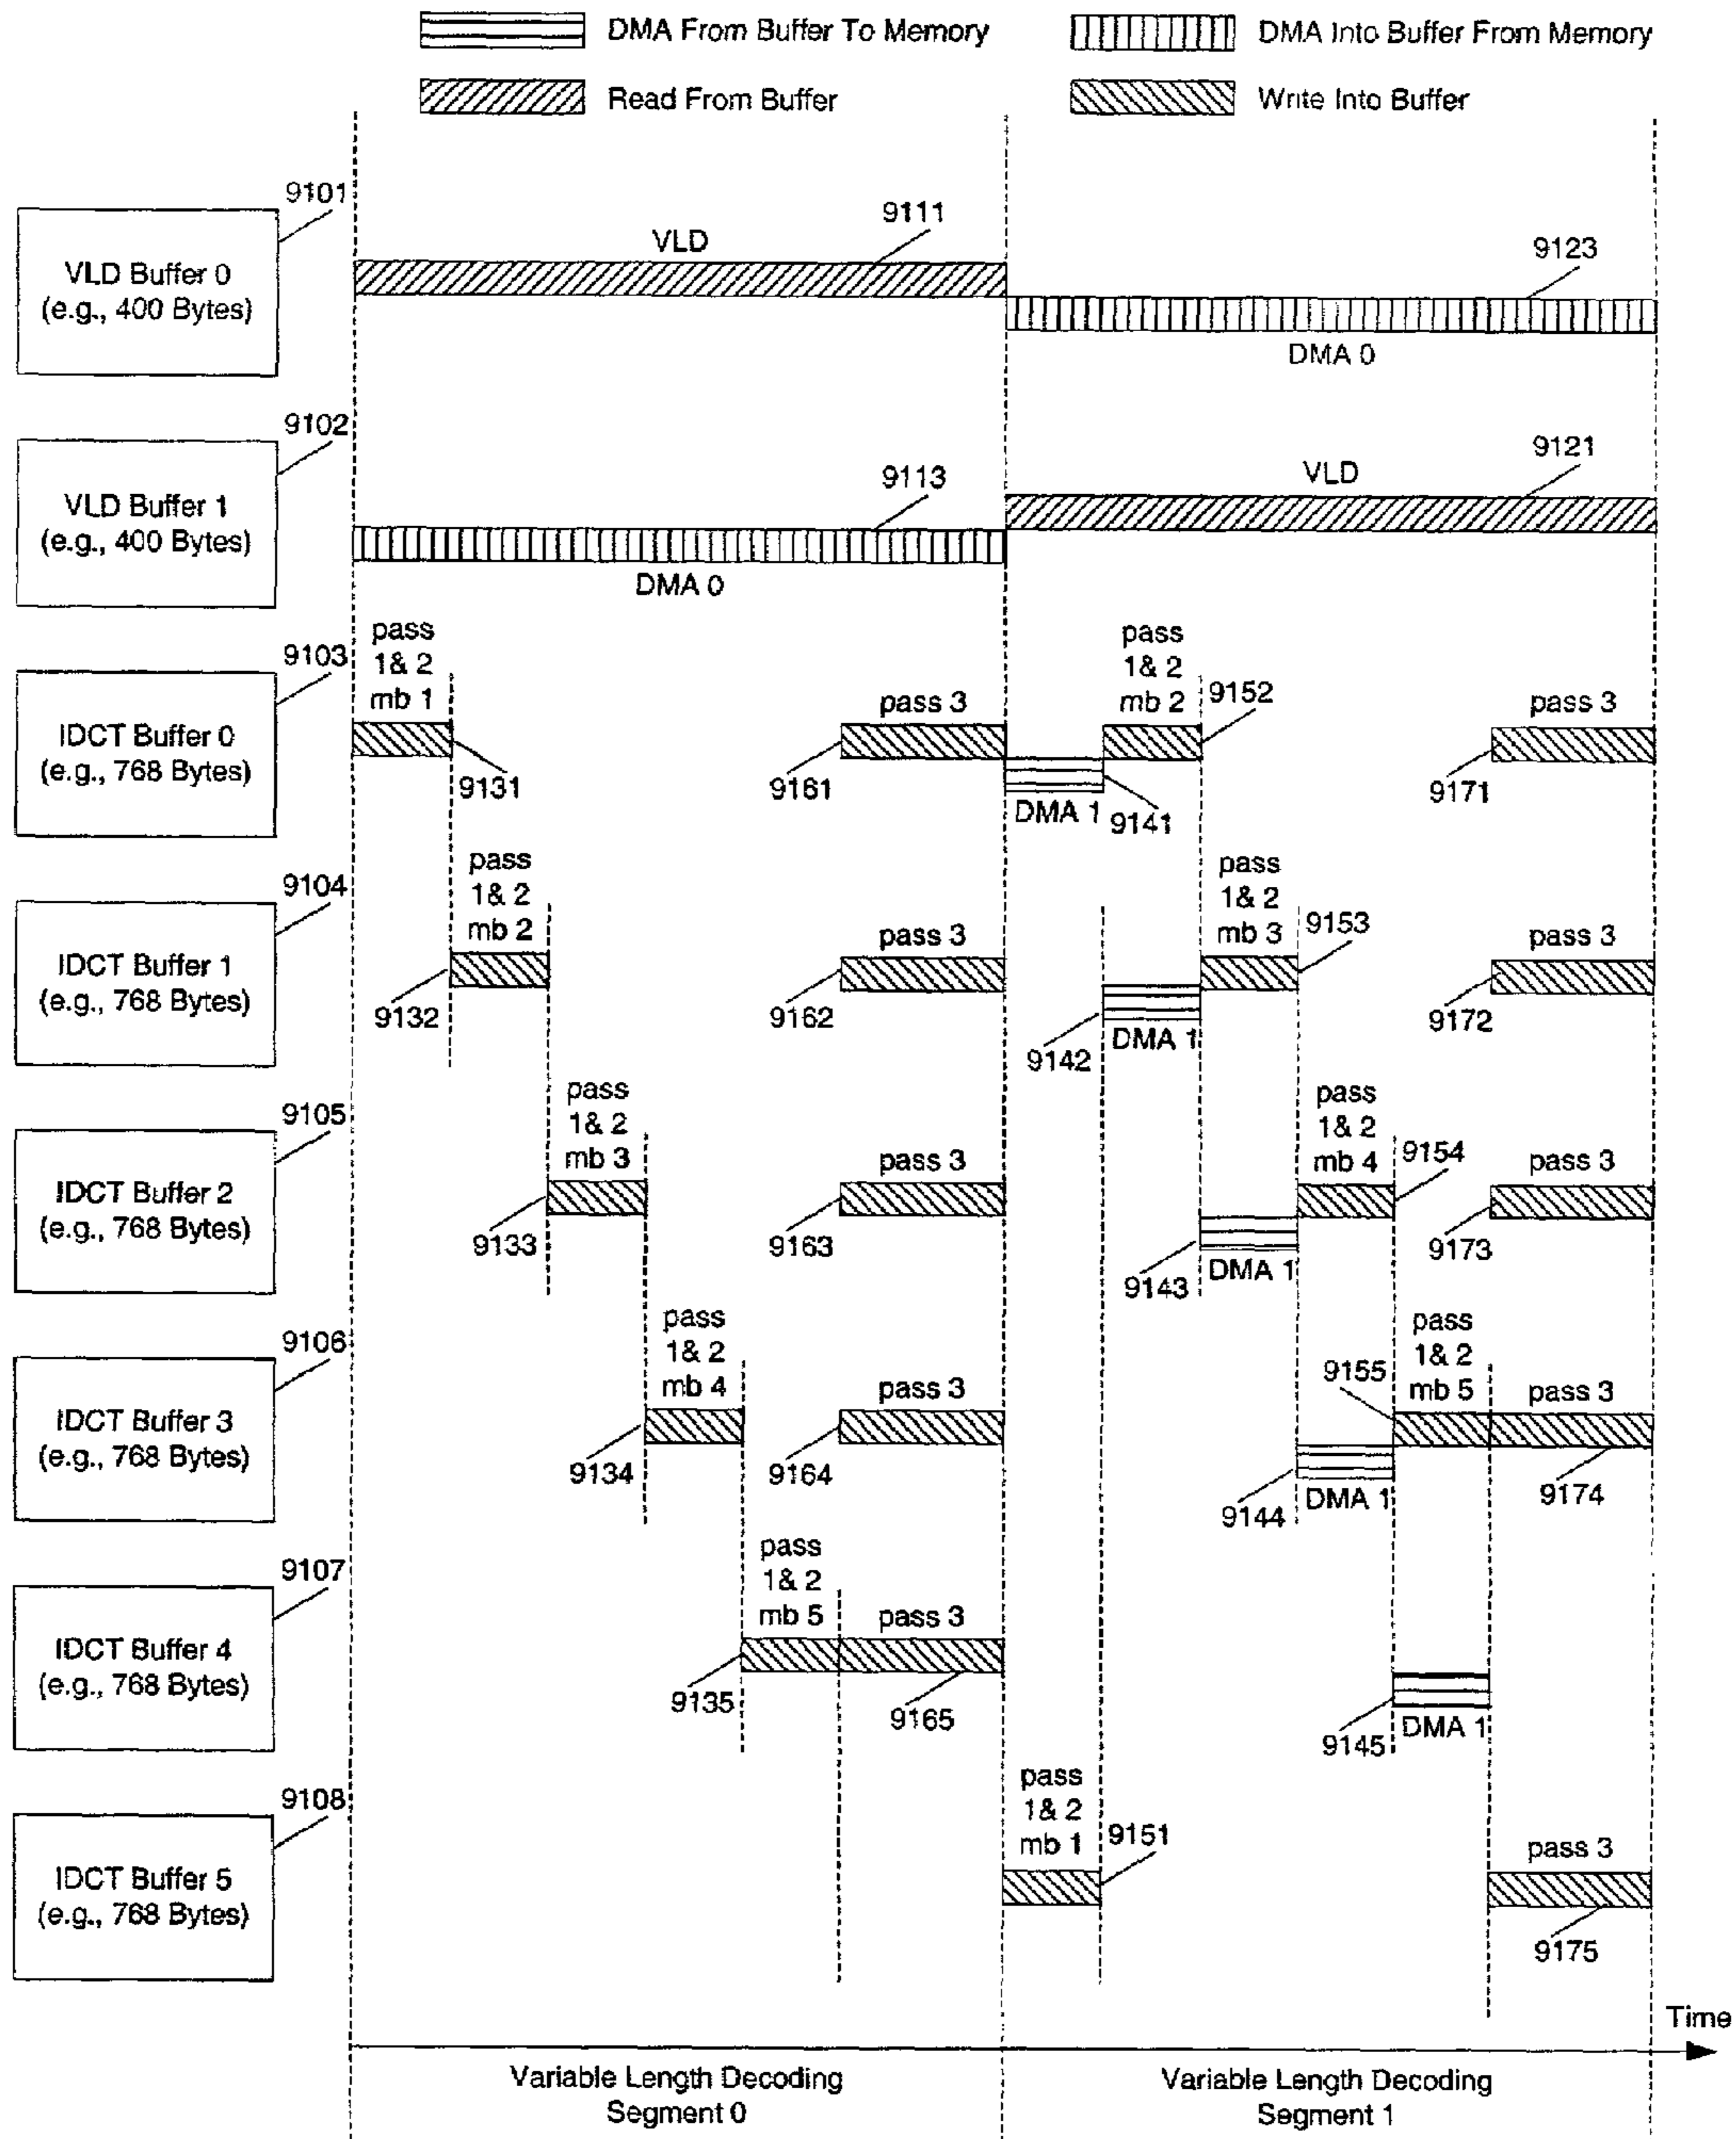 DMA From Buffer To Memory
DMA Into Buffer From Memory
Read From Buffer
Write Into Buffer
9101
VLD Buffer 0
(e.g., 400 Bytes)
VLD
9111
9123
DMA 0
9102
VLD Buffer 1
(e.g., 400 Bytes)
9113
DMA 0
VLD
9121
9103
IDCT Buffer 0
(e.g., 768 Bytes)
pass
1& 2
mb 1
9131
pass 3
9161
DMA 1
9141
pass
1& 2
mb 2
9152
pass 3
9171
9104
IDCT Buffer 1
(e.g., 768 Bytes)
pass
1& 2
mb 2
9132
pass 3
9162
9142
DMA 1
pass
1& 2
mb 3
9153
pass 3
9172
9105
IDCT Buffer 2
(e.g., 768 Bytes)
pass
1& 2
mb 3
9133
pass 3
9163
9143
DMA 1
pass
1& 2
mb 4
9154
pass 3
9173
9106
IDCT Buffer 3
(e.g., 768 Bytes)
pass
1& 2
mb 4
9134
pass 3
9164
9144
DMA 1
9155
pass
1& 2
mb 5
pass 3
9174
9107
IDCT Buffer 4
(e.g., 768 Bytes)
pass
1& 2
mb 5
9135
pass 3
9165
9145
DMA 1
9108
IDCT Buffer 5
(e.g., 768 Bytes)
pass
1& 2
mb 1
9151
pass 3
9175
Time
Variable Length Decoding
Segment 0
Variable Length Decoding
Segment 1